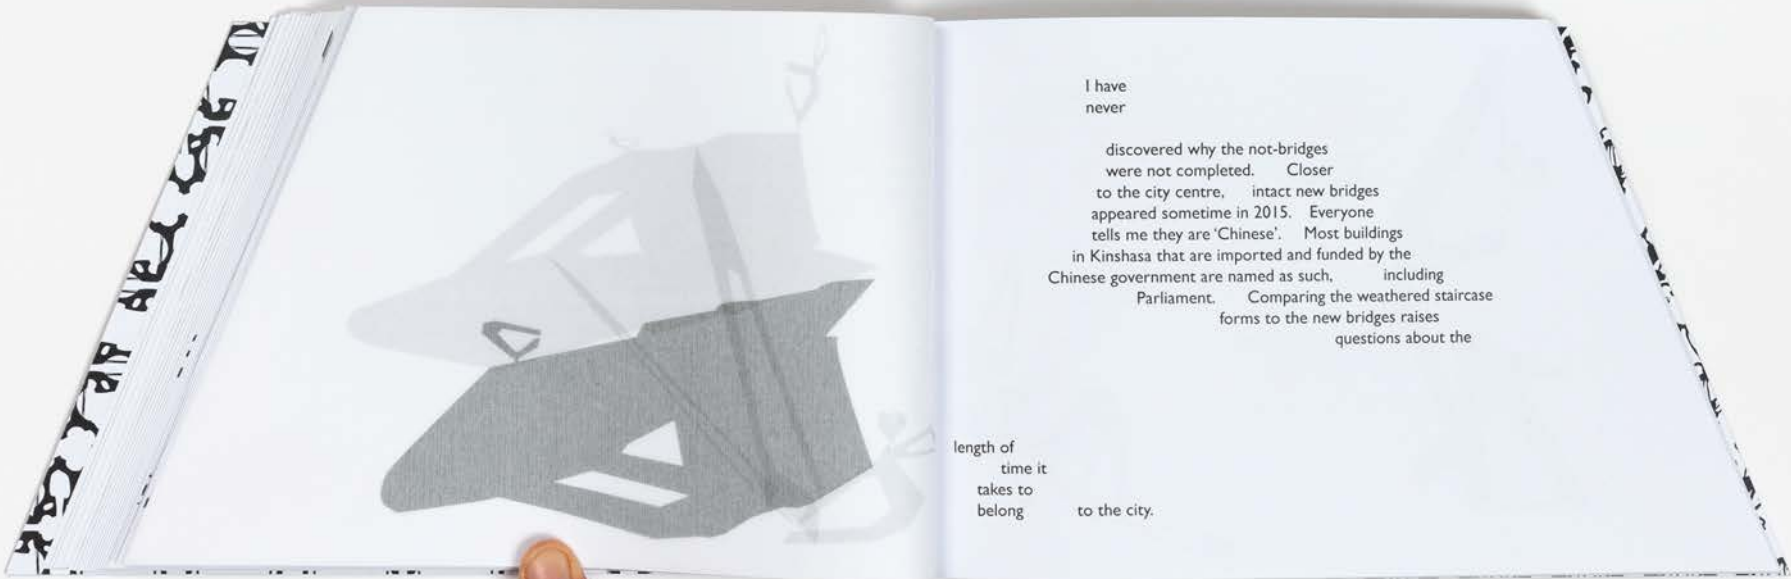 I have
never
discovered why the not-bridges
were not completed. Closer
to the city centre, intact new bridges
appeared sometime in 2015. Everyone
tells me they are ‘Chinese’. Most buildings
in Kinshasa that are imported and funded by the
Chinese government are named as such, including
Parliament. Comparing the weathered staircase
forms to the new bridges raises
questions about the
length of
time it
takes to
belong to the city.